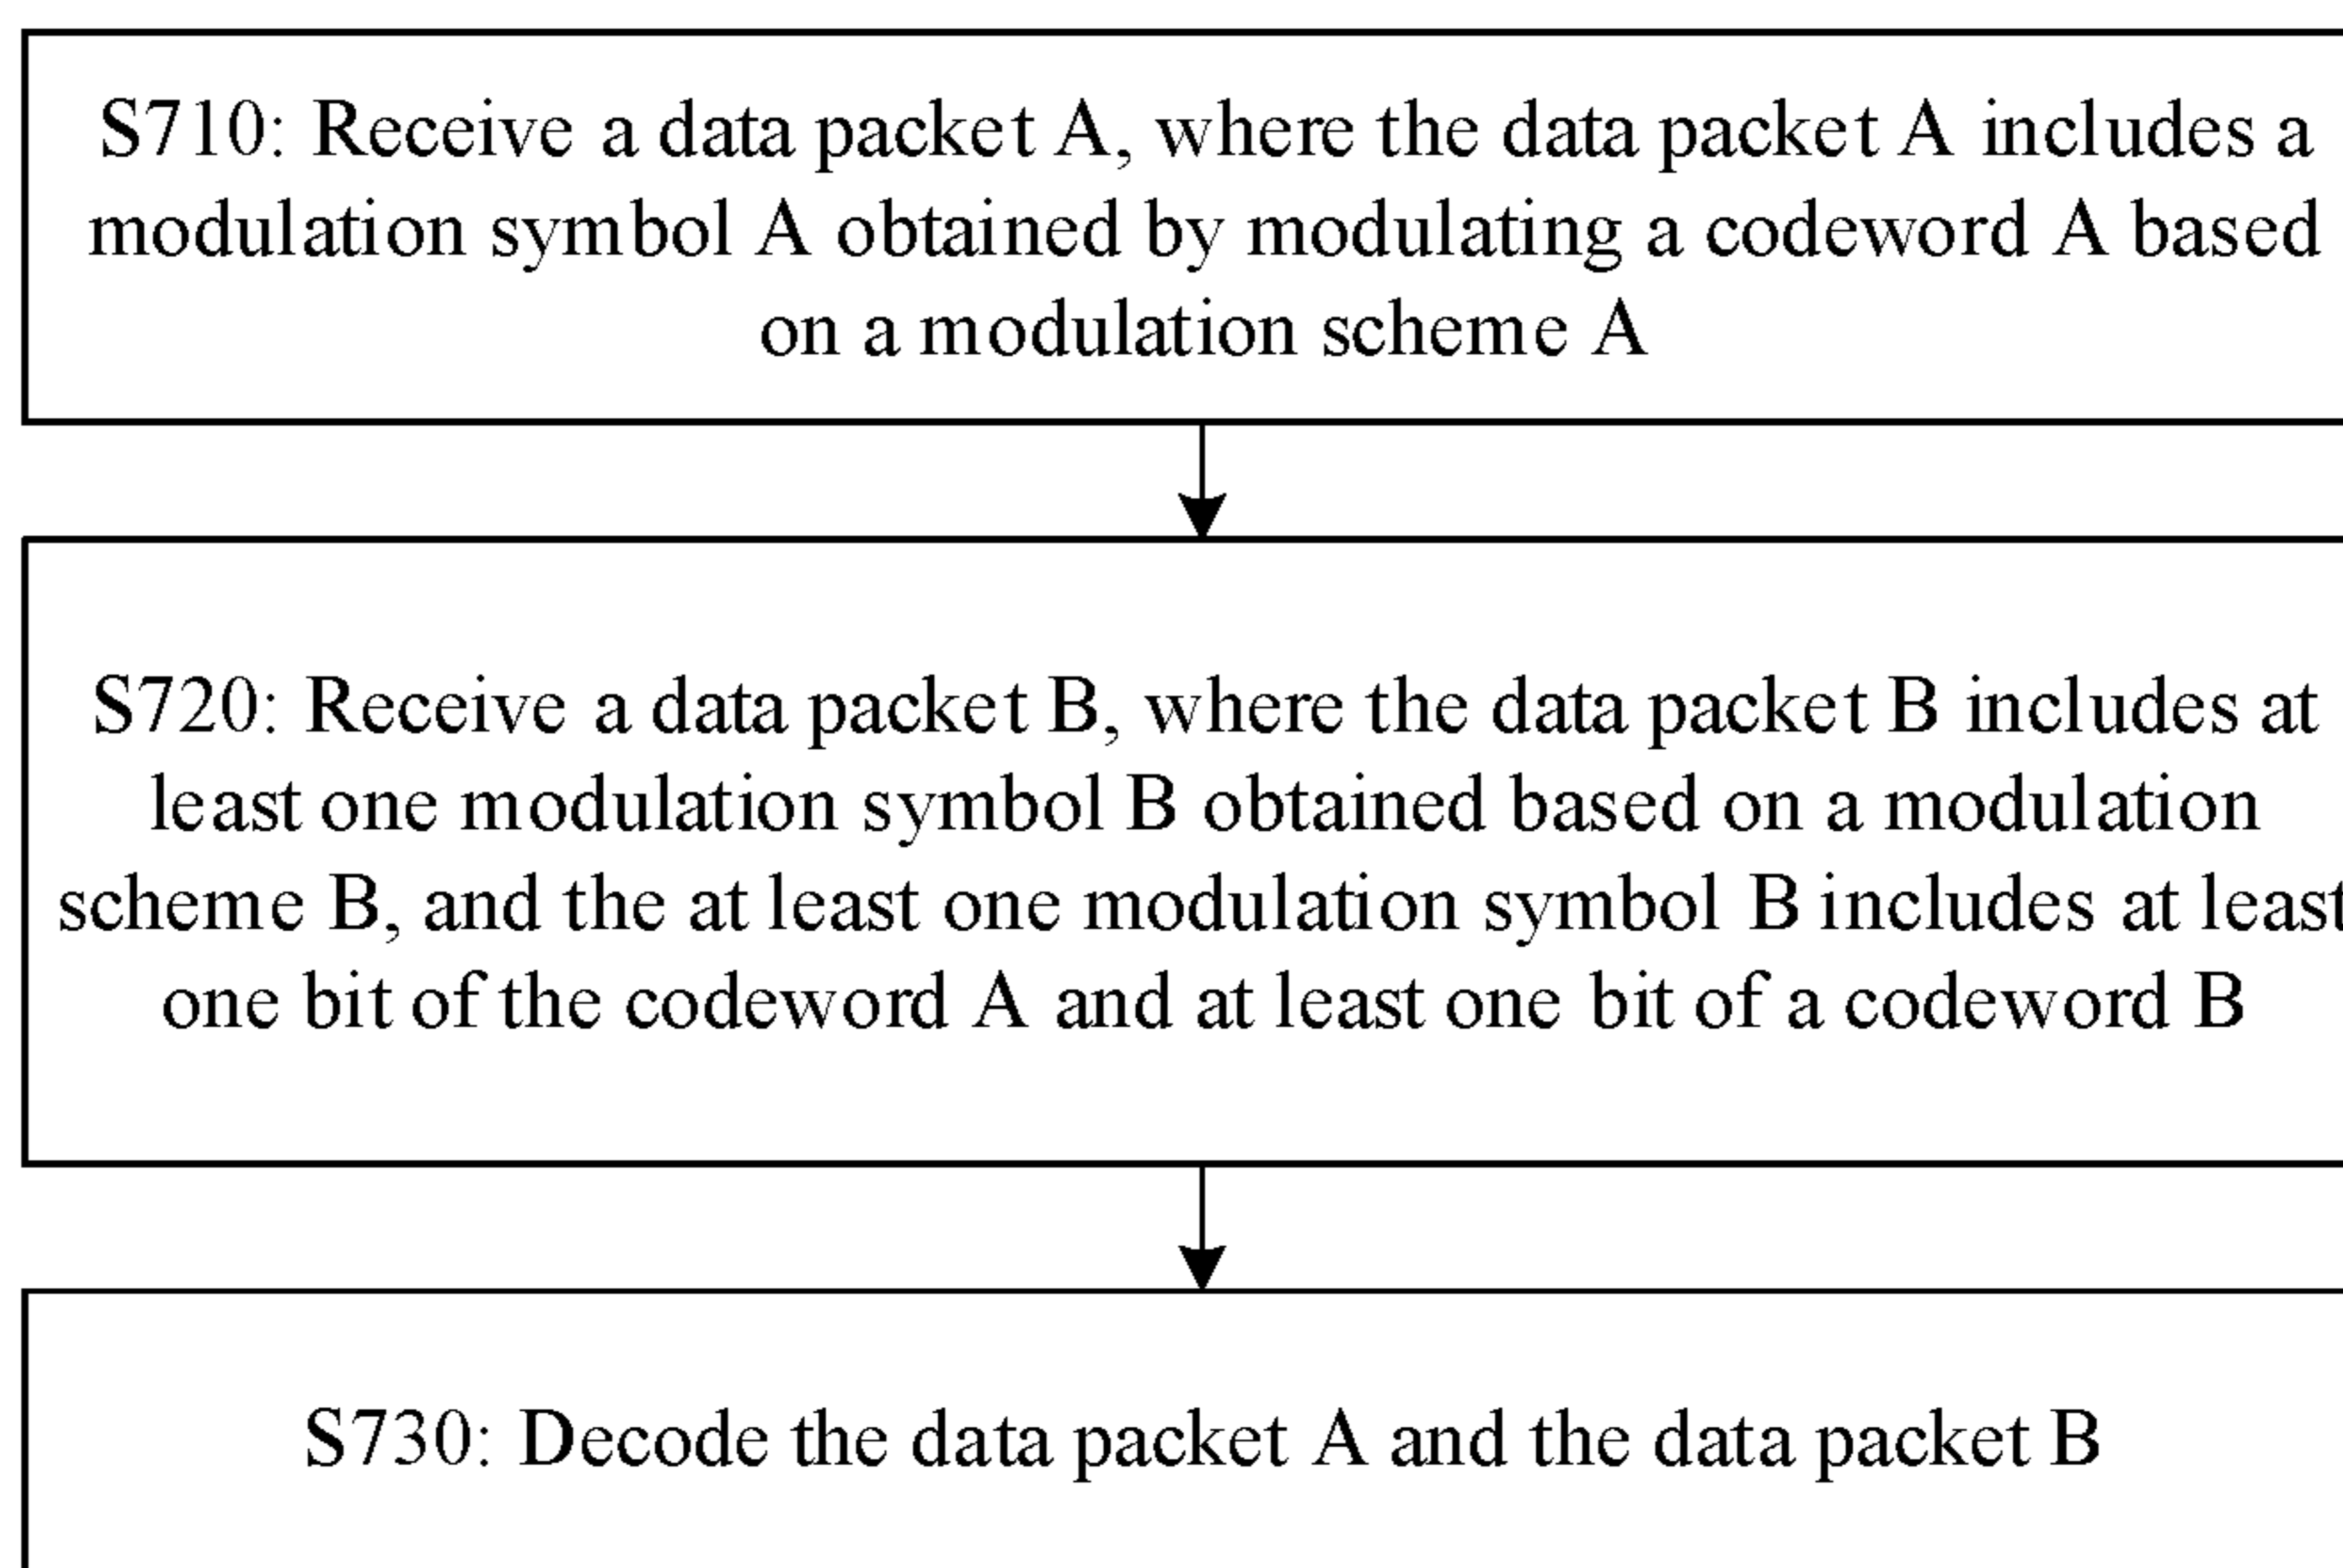 S710: Receive a data packet A, where the data packet A includes a
modulation symbol A obtained by modulating a codeword A based
on a modulation scheme A
S720: Receive a data packet B, where the data packet B includes at
least one modulation symbol B obtained based on a modulation
scheme B, and the at least one modulation symbol B includes at least
one bit of the codeword A and at least one bit of a codeword B
S730: Decode the data packet A and the data packet B